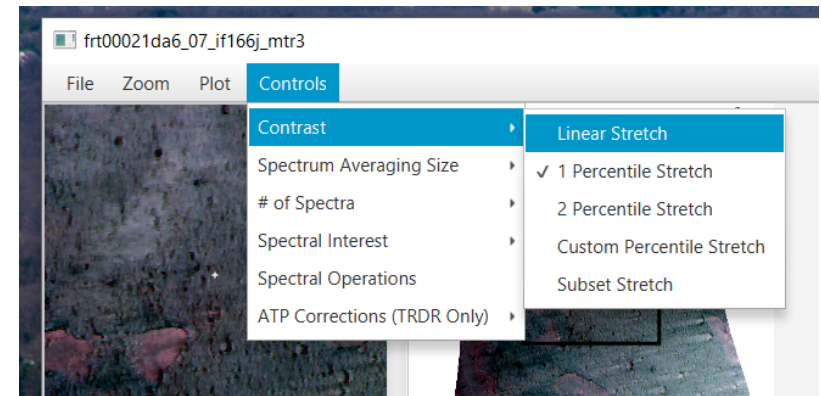 frt00021da6_07_if166j_mtr3
File Zoom Plot Controls
Contrast
Spectrum Averaging Size
# of Spectra
Spectral Interest
Spectral Operations
ATP Corrections (TRDR Only)
Linear Stretch
✓ 1 Percentile Stretch
2 Percentile Stretch
Custom Percentile Stretch
Subset Stretch